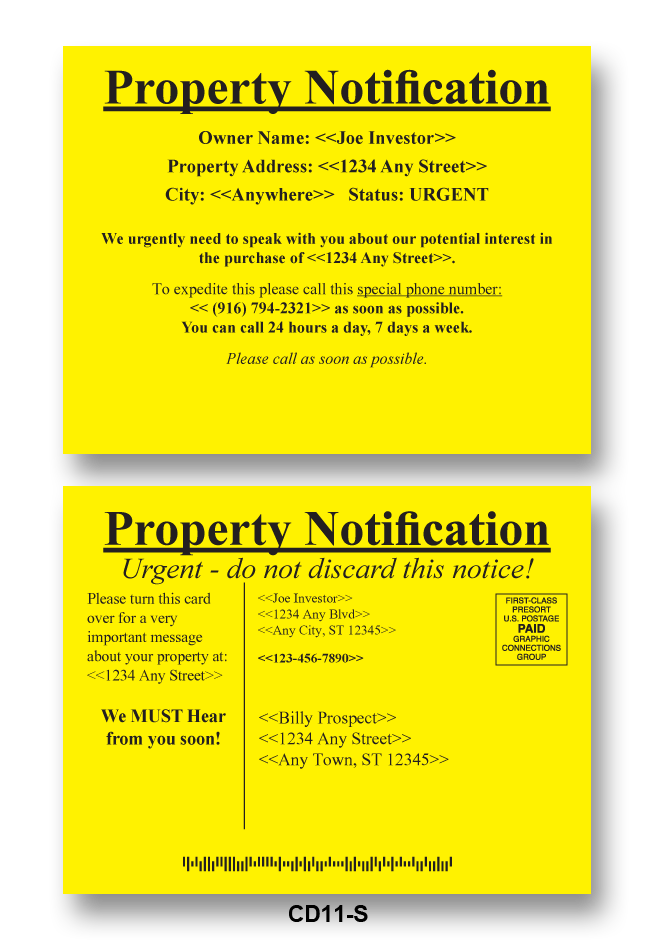 Property Notification
Owner Name: <<Joe Investor>>
Property Address: <<1234 Any Street>>
City: <<Anywhere>>   Status: URGENT
We urgently need to speak with you about our potential interest in
the purchase of <<1234 Any Street>>.
To expedite this please call this special phone number:
<< (916) 794-2321>> as soon as possible.
You can call 24 hours a day, 7 days a week.
Please call as soon as possible.
Property Notification
Urgent - do not discard this notice!
Please turn this card
over for a very
important message
about your property at:
<<1234 Any Street>>
We MUST Hear
from you soon!
<<Joe Investor>>
<<1234 Any Blvd>>
<<Any City, ST 12345>>
<<123-456-7890>>
FIRST-CLASS
PRESORT
U.S. POSTAGE
PAID
GRAPHIC
CONNECTIONS
GROUP
<<Billy Prospect>>
<<1234 Any Street>>
<<Any Town, ST 12345>>
CD11-S